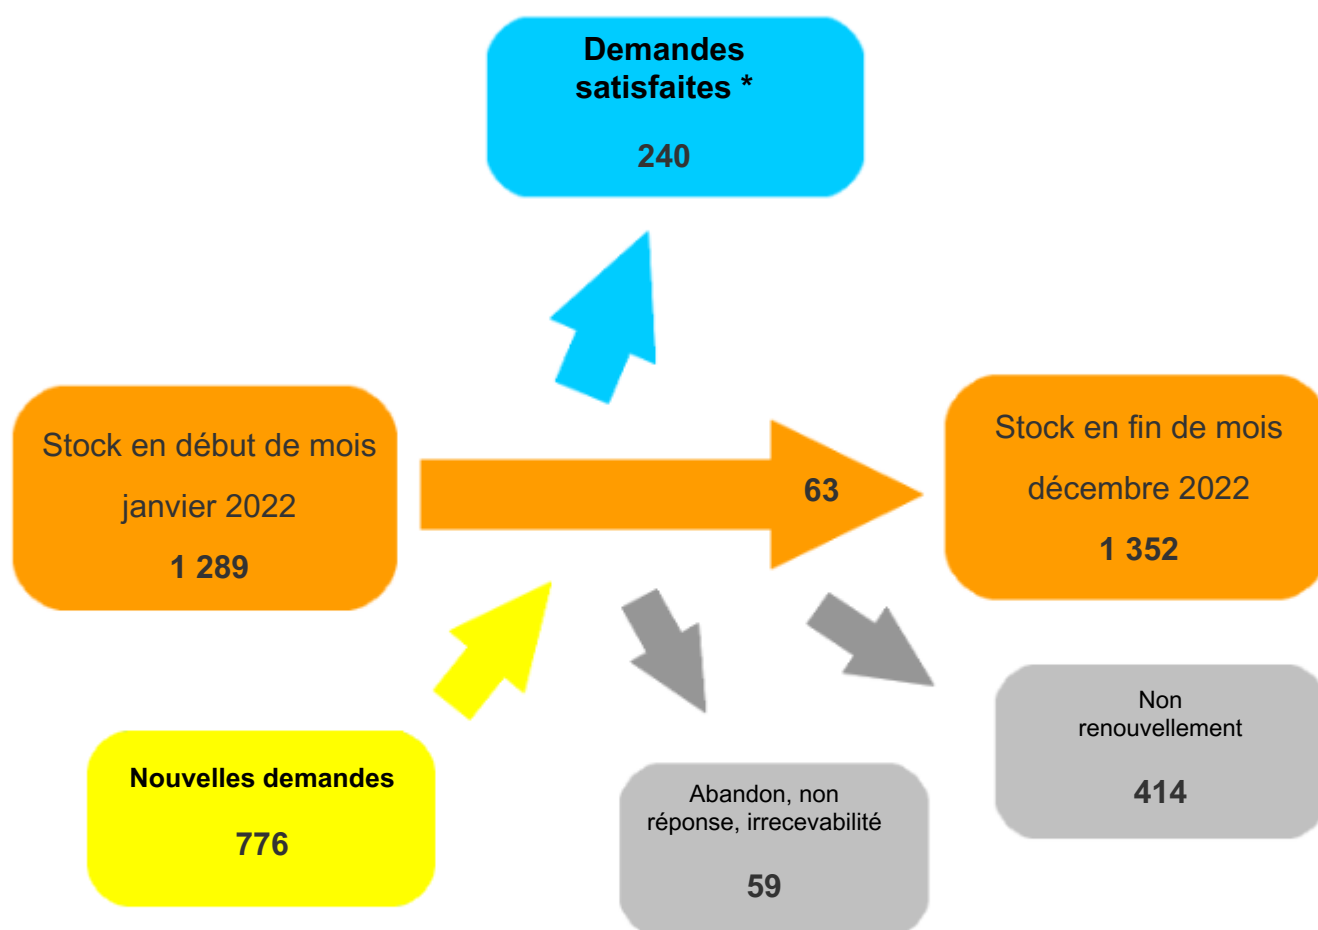 Demandes
satisfaites *
240
Stock en début de mois
janvier 2022
1 289
63
Stock en fin de mois
décembre 2022
1 352
Nouvelles demandes
776
Abandon, non
réponse, irrecevabilité
59
Non
renouvellement
414